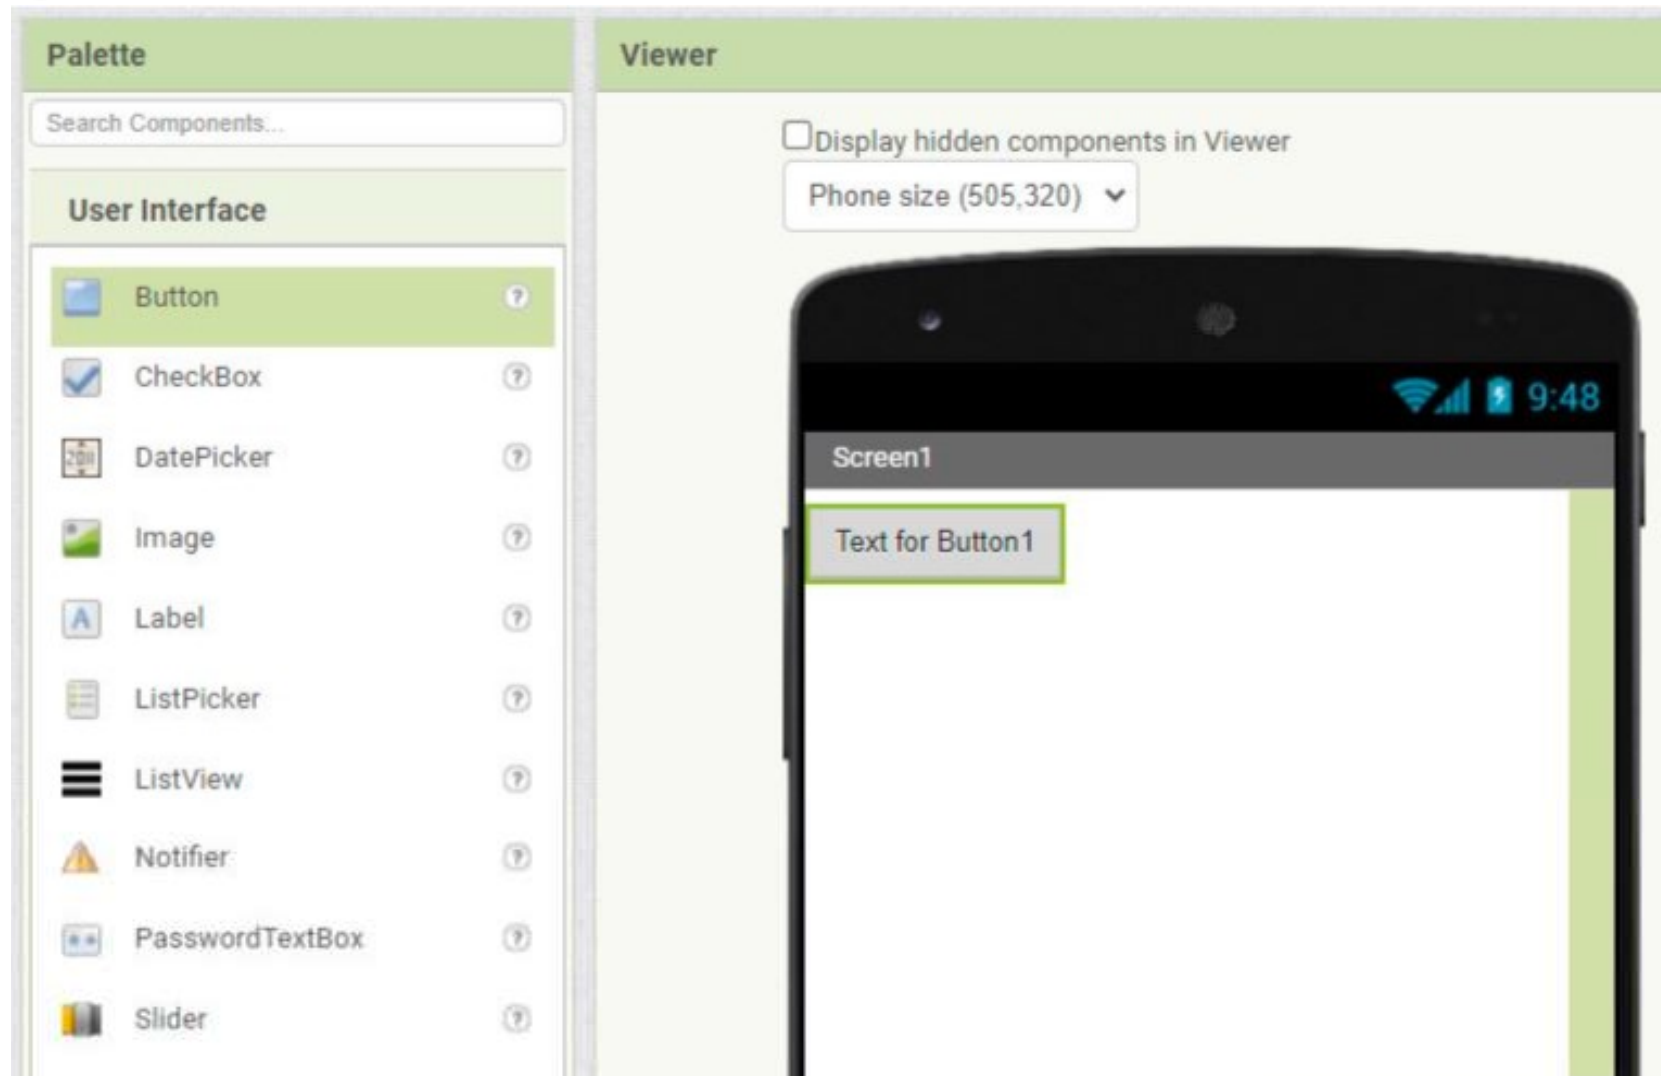 Palette
Search Components...
User Interface
Button
CheckBox
DatePicker
Image
Label
ListPicker
ListView
Notifier
PasswordTextBox
Slider
Viewer
Display hidden components in Viewer
Phone size (505,320)
9:48
Screen1
Text for Button1